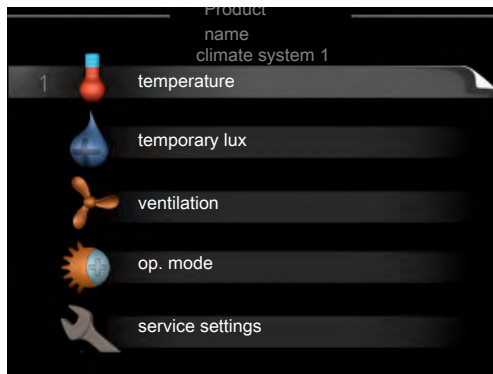 Product
name
climate system 1
1 temperature
temporary lux
ventilation
op. mode
service settings